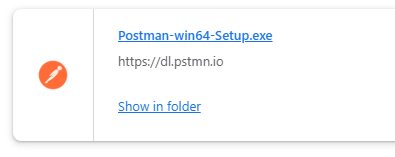 Postman-win64-Setup.exe
https://dl.pstmn.io
Show in folder